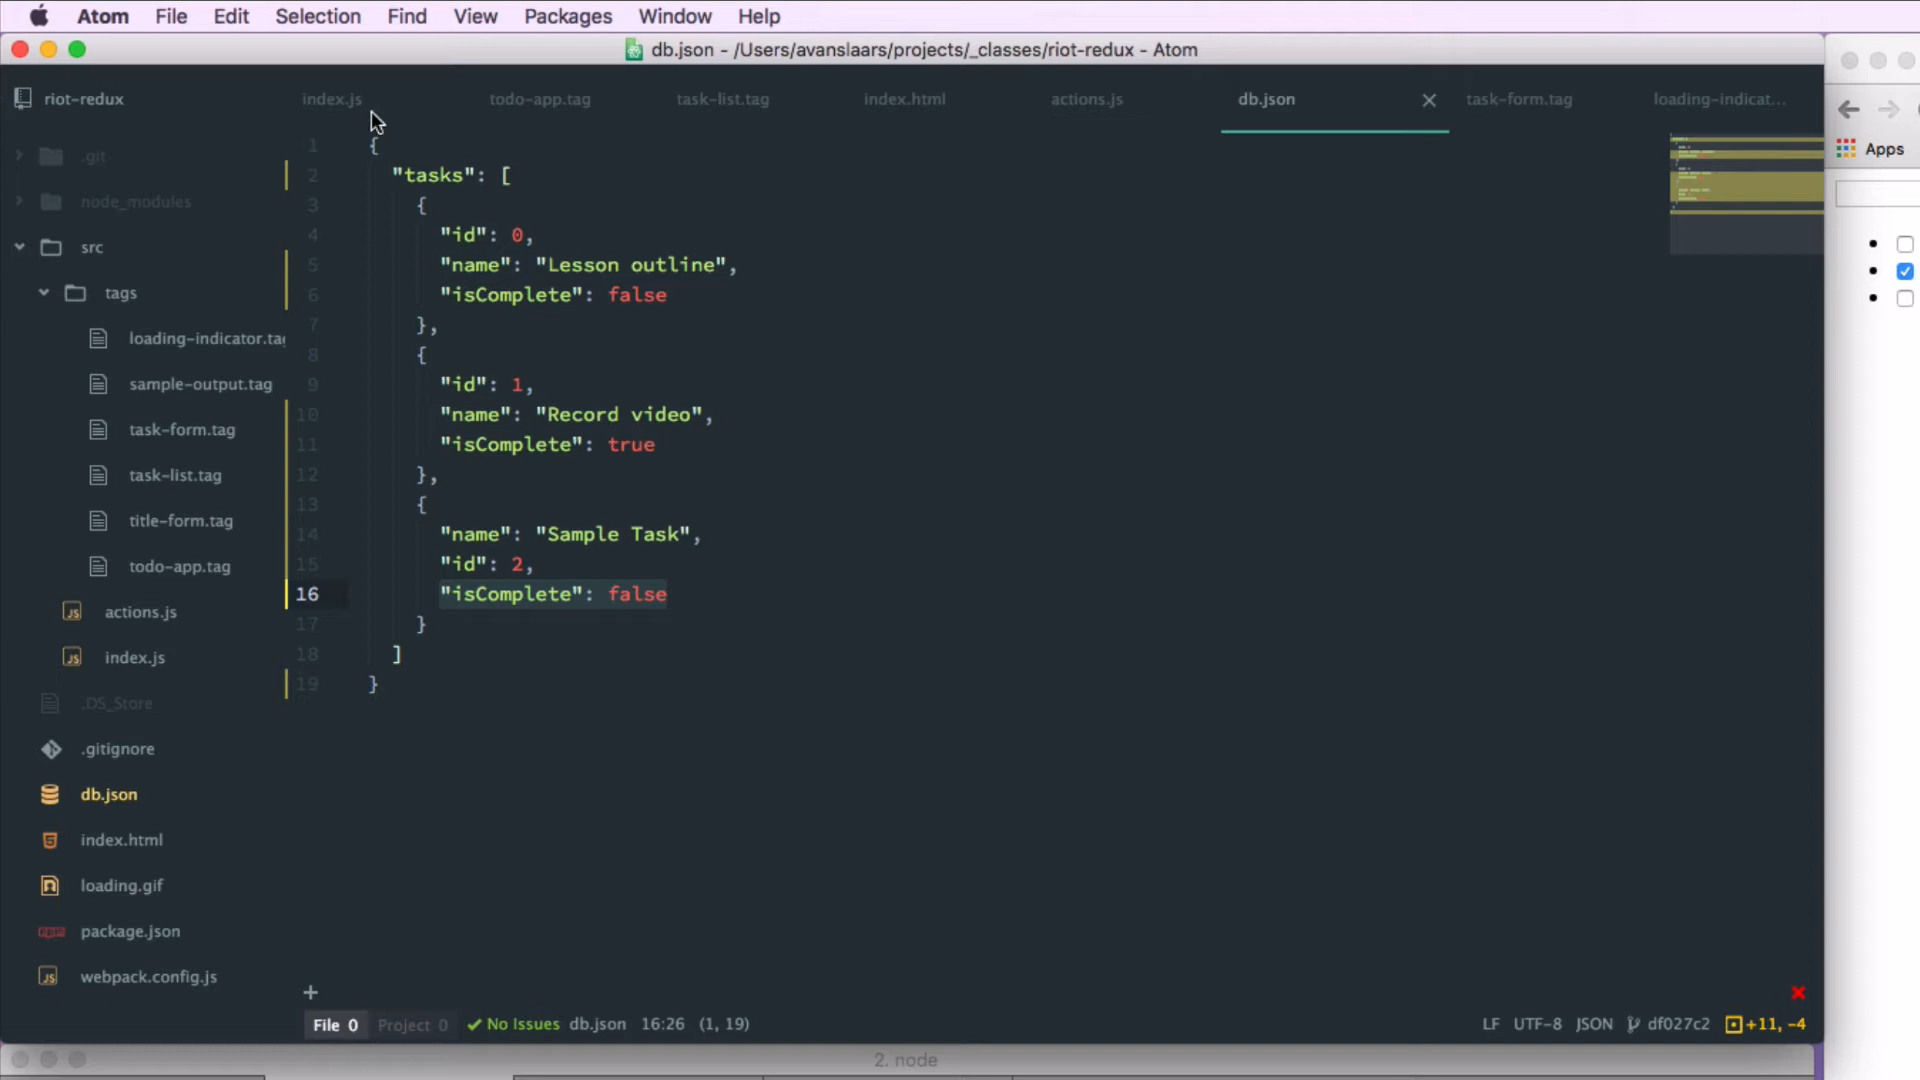 Atom File Edit Selection Find View Packages Window Help
db.json - /Users/avanslaars/projects/_classes/riot-redux - Atom
riot-redux
index.js todo-app.tag task-list.tag index.html actions.js db.json task-form.tag loading-indicat...
Apps
.git
node_modules
src
tags
loading-indicator.tag
sample-output.tag
task-form.tag
task-list.tag
title-form.tag
todo-app.tag
actions.js
index.js
.DS_Store
.gitignore
db.json
index.html
loading.gif
package.json
webpack.config.js
1 {
2 "tasks": [
3 {
4 "id": 0,
5 "name": "Lesson outline",
6 "isComplete": false
7 },
8 {
9 "id": 1,
10 "name": "Record video",
11 "isComplete": true
12 },
13 {
14 "name": "Sample Task",
15 "id": 2,
16 "isComplete": false
17 }
18 ]
19 }
File 0 Project 0 No Issues db.json 16:26 (1, 19) LF UTF-8 JSON df027c2 +11, -4
2. node